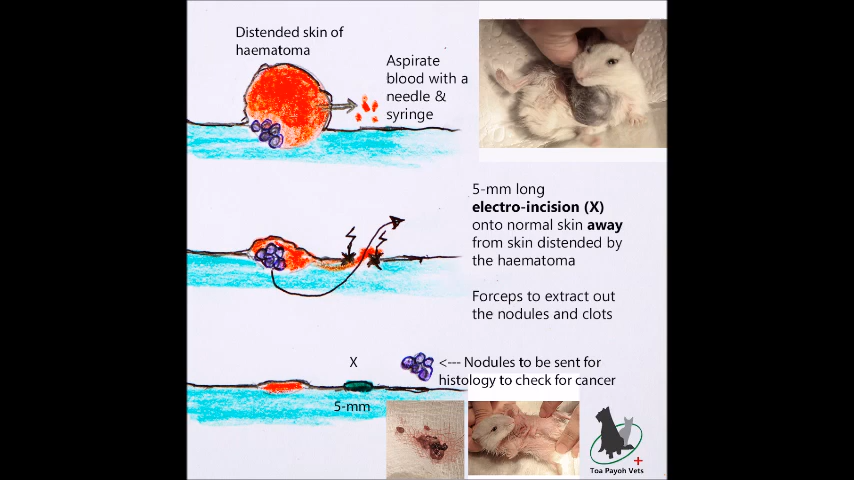 Distended skin of
haematoma
Aspirate
blood with a
needle &
syringe
5-mm long
electro-incision (X)
onto normal skin away
from skin distended by
the haematoma
Forceps to extract out
the nodules and clots
X
<--- Nodules to be sent for
histology to check for cancer
5-mm
Toa Payoh Vets